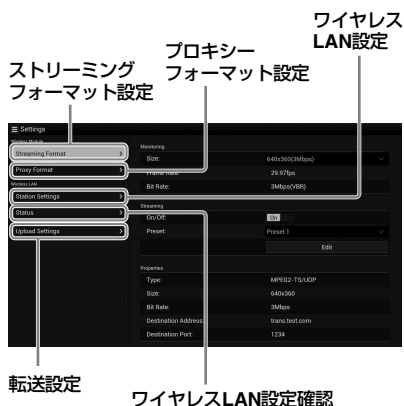 ワイヤレス
LAN設定
プロキシー
フォーマット設定
ストリーミング
フォーマット設定
Settings
Wireless Module
Streaming Format
Proxy Format
Wireless LAN
Station Settings
Status
Upload Settings
Monitoring
Size: 640x360(3Mbps)
Frame Rate: 29.97fps
Bit Rate: 3Mbps(VBR)
Streaming
On/Off: On
Preset: Preset 1
Edit
Properties
Type: MPEG2-TS/UDP
Size: 640x360
Bit Rate: 3Mbps
Destination Address: trans.test.com
Destination Port: 1234
転送設定
ワイヤレスLAN設定確認